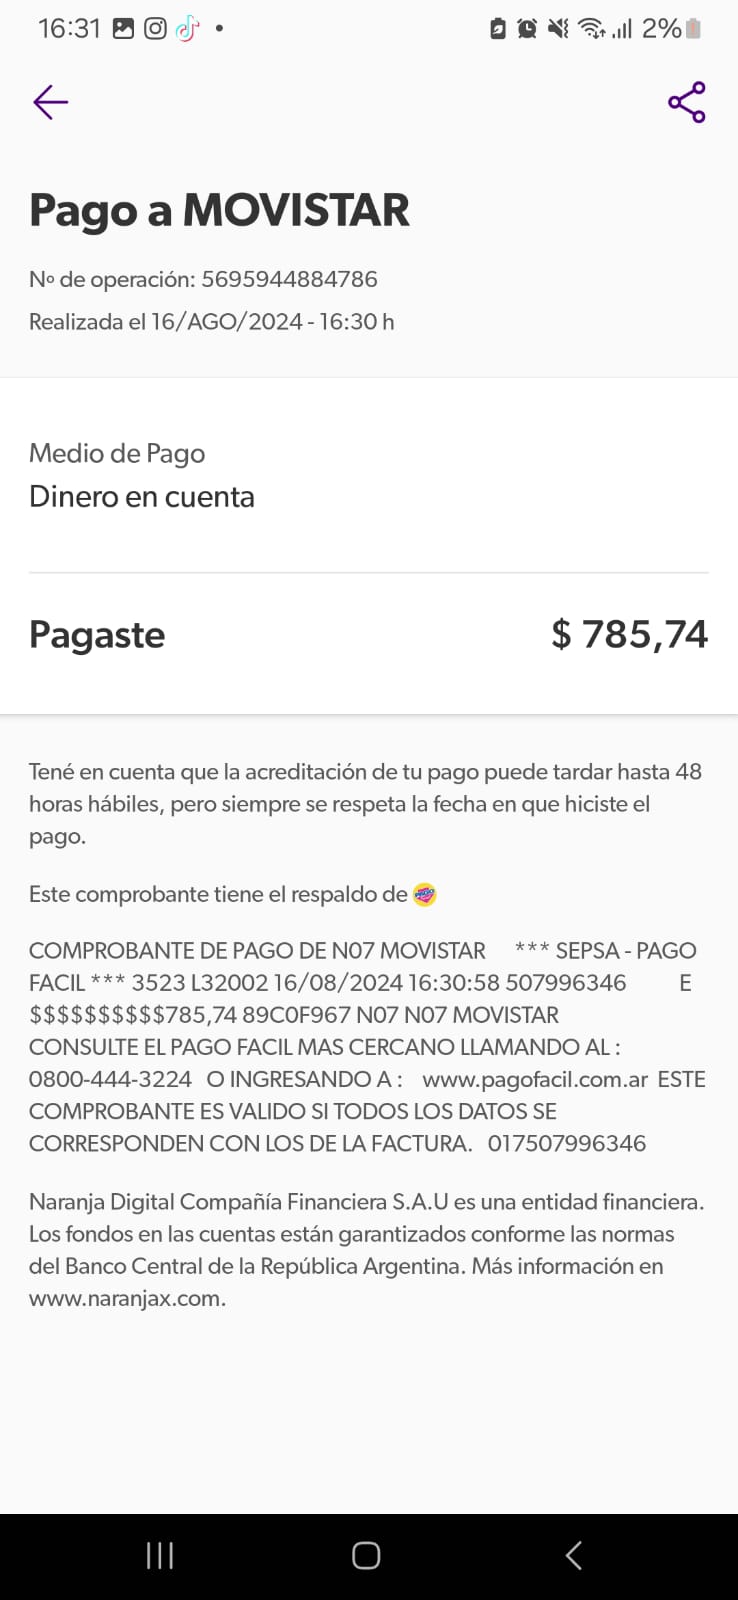 16:31
2%
Pago a MOVISTAR
Nº de operación: 5695944884786
Realizada el 16/AGO/2024 - 16:30 h
Medio de Pago
Dinero en cuenta
Pagaste $ 785,74
Tené en cuenta que la acreditación de tu pago puede tardar hasta 48
horas hábiles, pero siempre se respeta la fecha en que hiciste el
pago.
Este comprobante tiene el respaldo de
COMPROBANTE DE PAGO DE N07 MOVISTAR *** SEPSA - PAGO
FACIL *** 3523 L32002 16/08/2024 16:30:58 507996346 E
$$$$$$$$$$785,74 89C0F967 N07 N07 MOVISTAR
CONSULTE EL PAGO FACIL MAS CERCANO LLAMANDO AL :
0800-444-3224 O INGRESANDO A : www.pagofacil.com.ar ESTE
COMPROBANTE ES VALIDO SI TODOS LOS DATOS SE
CORRESPONDEN CON LOS DE LA FACTURA. 017507996346
Naranja Digital Compañía Financiera S.A.U es una entidad financiera.
Los fondos en las cuentas están garantizados conforme las normas
del Banco Central de la República Argentina. Más información en
www.naranjax.com.